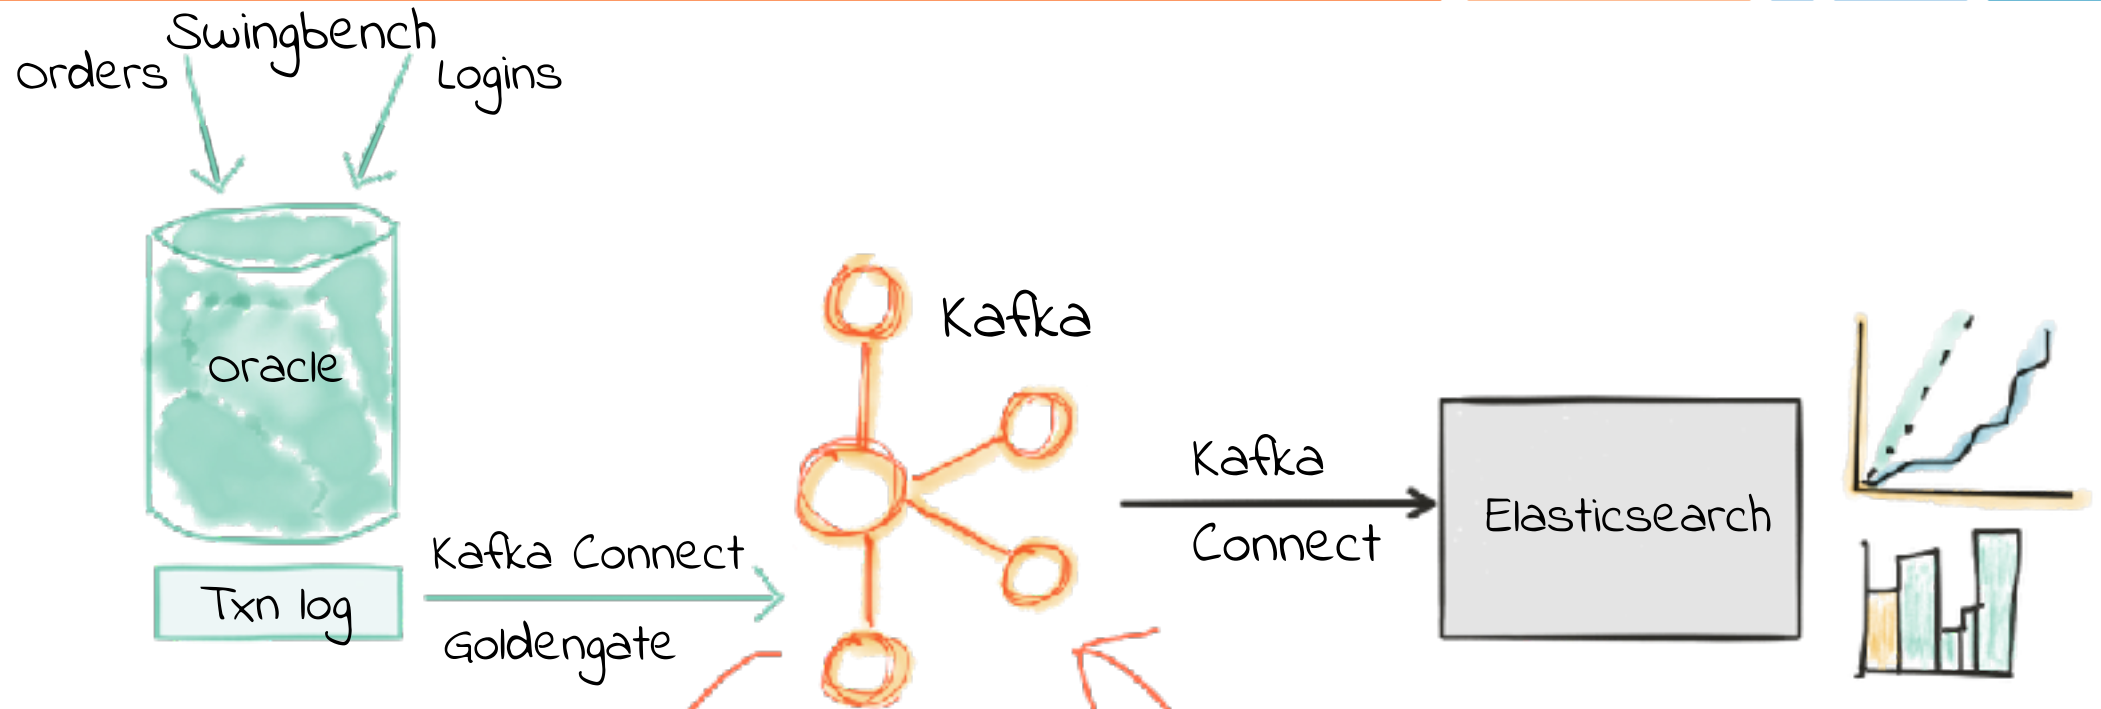 Swingbench
Orders
Logins
Oracle
Txn log
Kafka Connect
Goldengate
Kafka
Kafka
Connect
Elasticsearch